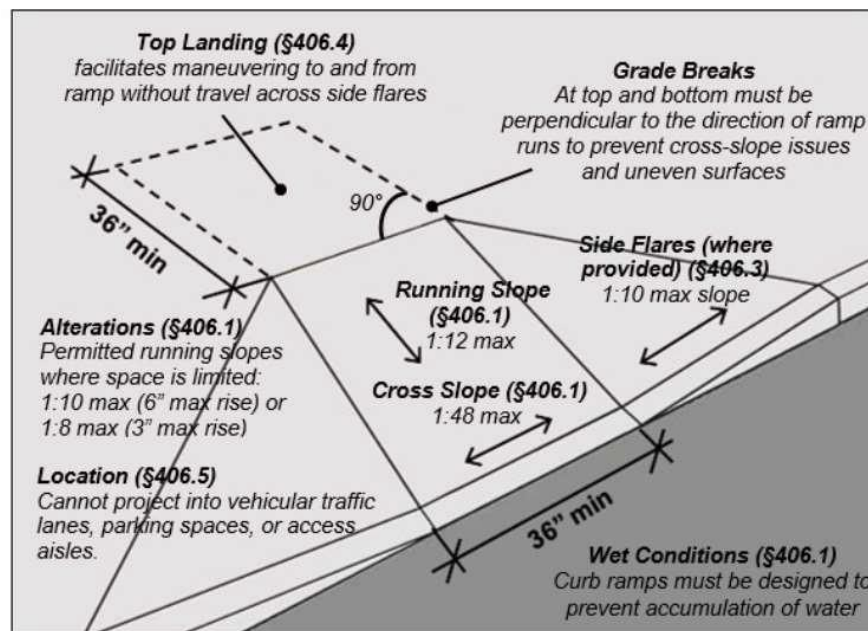 Top Landing (§406.4)
facilitates maneuvering to and from
ramp without travel across side flares
Grade Breaks
At top and bottom must be
perpendicular to the direction of ramp
runs to prevent cross-slope issues
and uneven surfaces
90°
36” min
Side Flares (where
provided) (§406.3)
1:10 max slope
Running Slope
(§406.1)
1:12 max
Alterations (§406.1)
Permitted running slopes
where space is limited:
1:10 max (6” max rise) or
1:8 max (3” max rise)
Cross Slope (§406.1)
1:48 max
Location (§406.5)
Cannot project into vehicular traffic
lanes, parking spaces, or access
aisles.
36” min
Wet Conditions (§406.1)
Curb ramps must be designed to
prevent accumulation of water